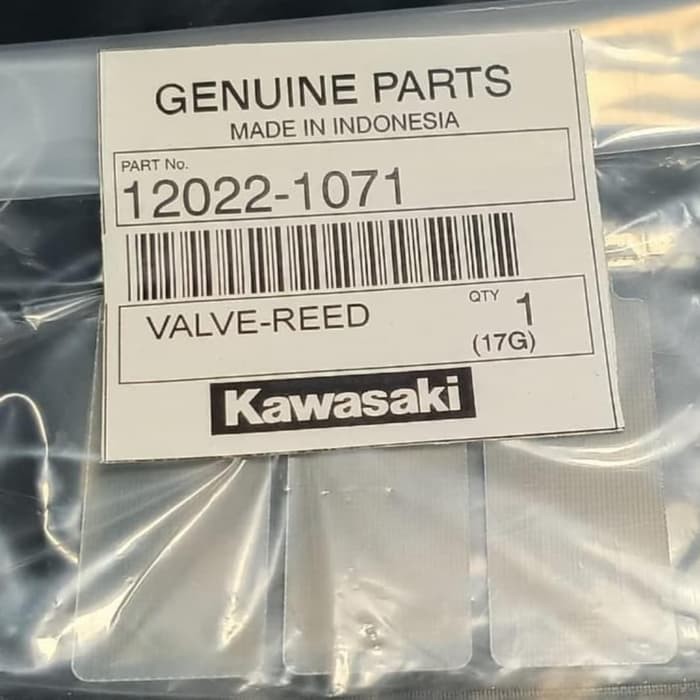 GENUINE PARTS
MADE IN INDONESIA
PART No.
12022-1071
VALVE-REED
QTY 1
(17G)
Kawasaki